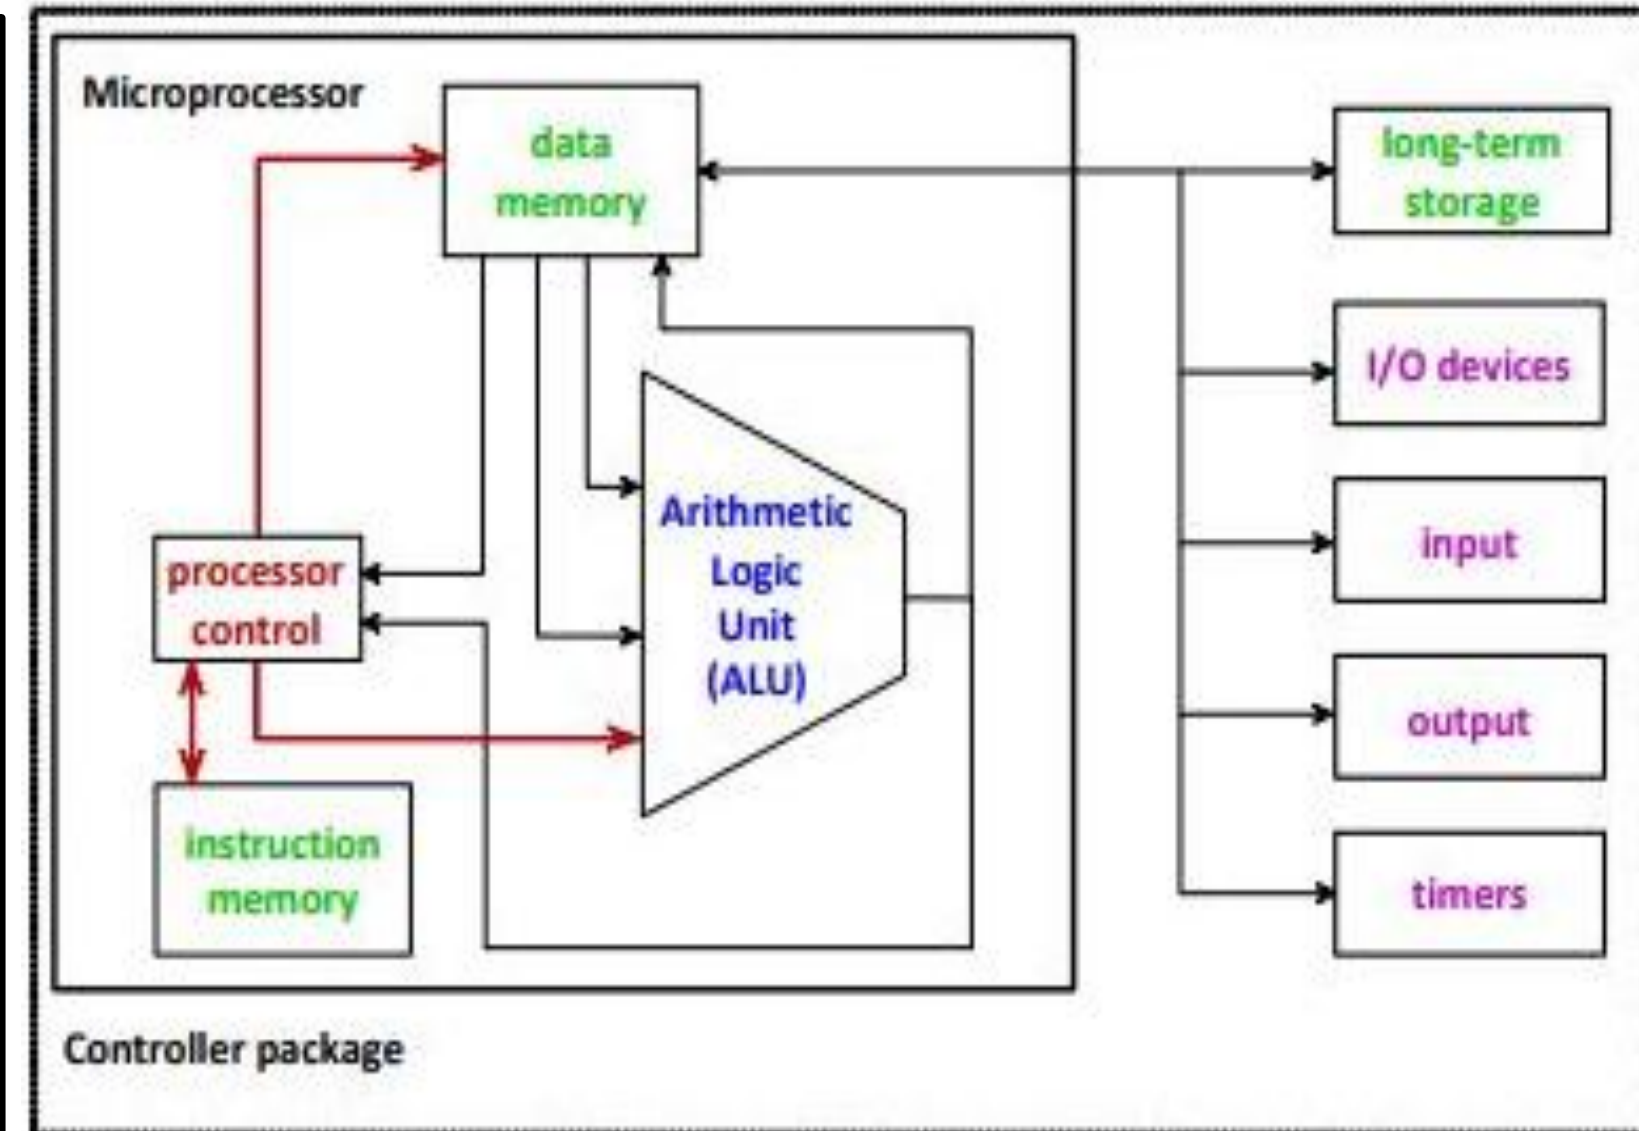 Microprocessor
data
memory
long-term
storage
I/O devices
processor
control
Arithmetic
Logic
Unit
(ALU)
input
output
instruction
memory
timers
Controller package